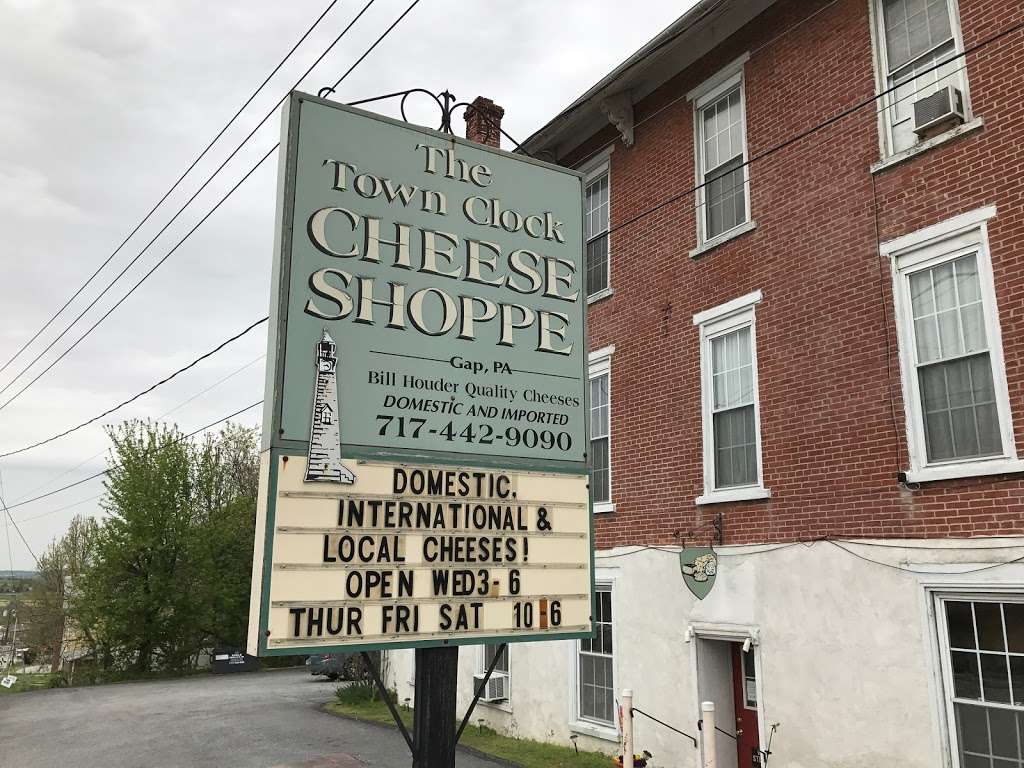 The
Town Clock
CHEESE
SHOPPE
Gap, PA
Bill Houder Quality Cheeses
DOMESTIC AND IMPORTED
717-442-9090
DOMESTIC,
INTERNATIONAL &
LOCAL CHEESES!
OPEN WED 3-6
THUR FRI SAT 10-6